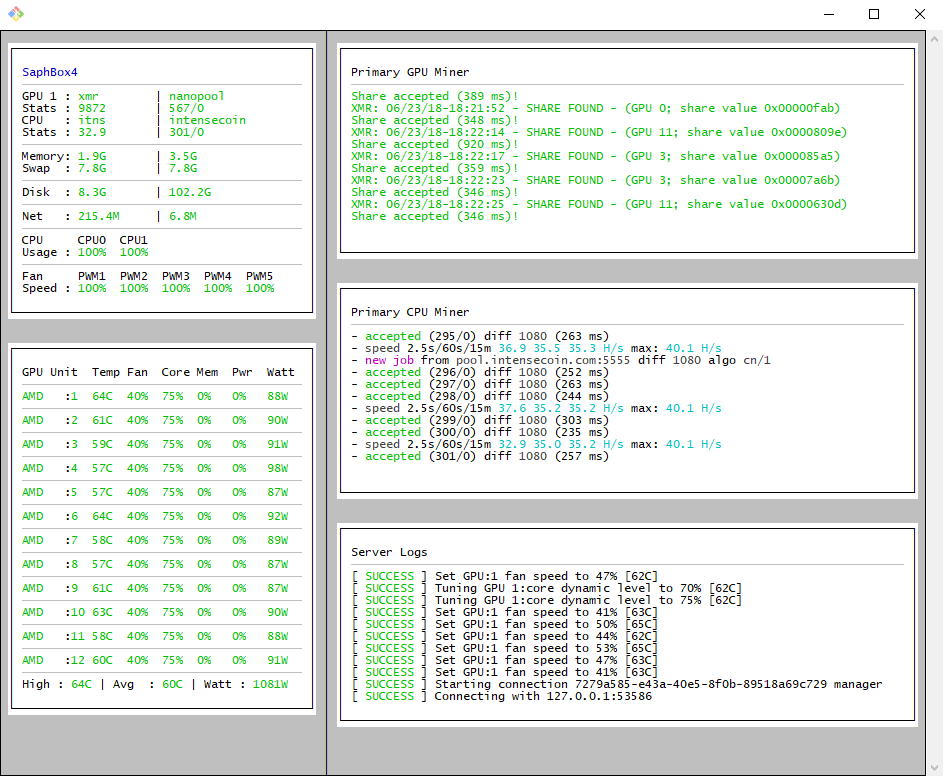 SaphBox4
GPU 1 : xmr | nanopool
Stats : 9872 | 567/0
CPU : itns | intensecoin
Stats : 32.9 | 301/0
Memory: 1.9G | 3.5G
Swap : 7.8G | 7.8G
Disk : 8.3G | 102.2G
Net : 215.4M | 6.8M
CPU CPU0 CPU1
Usage : 100% 100%
Fan PWM1 PWM2 PWM3 PWM4 PWM5
Speed : 100% 100% 100% 100% 100%
GPU Unit Temp Fan Core Mem Pwr Watt
AMD :1 64C 40% 75% 0% 0% 88W
AMD :2 61C 40% 75% 0% 0% 90W
AMD :3 59C 40% 75% 0% 0% 91W
AMD :4 57C 40% 75% 0% 0% 98W
AMD :5 57C 40% 75% 0% 0% 87W
AMD :6 64C 40% 75% 0% 0% 92W
AMD :7 58C 40% 75% 0% 0% 89W
AMD :8 57C 40% 75% 0% 0% 87W
AMD :9 61C 40% 75% 0% 0% 87W
AMD :10 63C 40% 75% 0% 0% 90W
AMD :11 58C 40% 75% 0% 0% 88W
AMD :12 60C 40% 75% 0% 0% 91W
High : 64C | Avg : 60C | Watt : 1081W
Primary GPU Miner
Share accepted (389 ms)!
XMR: 06/23/18-18:21:52 - SHARE FOUND - (GPU 0; share value 0x00000fab)
Share accepted (348 ms)!
XMR: 06/23/18-18:22:14 - SHARE FOUND - (GPU 11; share value 0x0000809e)
Share accepted (920 ms)!
XMR: 06/23/18-18:22:17 - SHARE FOUND - (GPU 3; share value 0x000085a5)
Share accepted (359 ms)!
XMR: 06/23/18-18:22:23 - SHARE FOUND - (GPU 3; share value 0x00007a6b)
Share accepted (346 ms)!
XMR: 06/23/18-18:22:25 - SHARE FOUND - (GPU 11; share value 0x0000630d)
Share accepted (346 ms)!
Primary CPU Miner
- accepted (295/0) diff 1080 (263 ms)
- speed 2.5s/60s/15m 36.9 35.5 35.3 H/s max: 40.1 H/s
- new job from pool.intensecoin.com:5555 diff 1080 algo cn/1
- accepted (296/0) diff 1080 (252 ms)
- accepted (297/0) diff 1080 (263 ms)
- accepted (298/0) diff 1080 (244 ms)
- speed 2.5s/60s/15m 37.6 35.2 35.2 H/s max: 40.1 H/s
- accepted (299/0) diff 1080 (303 ms)
- accepted (300/0) diff 1080 (235 ms)
- speed 2.5s/60s/15m 32.9 35.0 35.2 H/s max: 40.1 H/s
- accepted (301/0) diff 1080 (257 ms)
Server Logs
[ SUCCESS ] Set GPU:1 fan speed to 47% [62C]
[ SUCCESS ] Tuning GPU 1:core dynamic level to 70% [62C]
[ SUCCESS ] Tuning GPU 1:core dynamic level to 75% [62C]
[ SUCCESS ] Set GPU:1 fan speed to 41% [63C]
[ SUCCESS ] Set GPU:1 fan speed to 50% [65C]
[ SUCCESS ] Set GPU:1 fan speed to 44% [62C]
[ SUCCESS ] Set GPU:1 fan speed to 53% [65C]
[ SUCCESS ] Set GPU:1 fan speed to 47% [63C]
[ SUCCESS ] Set GPU:1 fan speed to 41% [63C]
[ SUCCESS ] Starting connection 7279a585-e43a-40e5-8f0b-89518a69c729 manager
[ SUCCESS ] Connecting with 127.0.0.1:53586